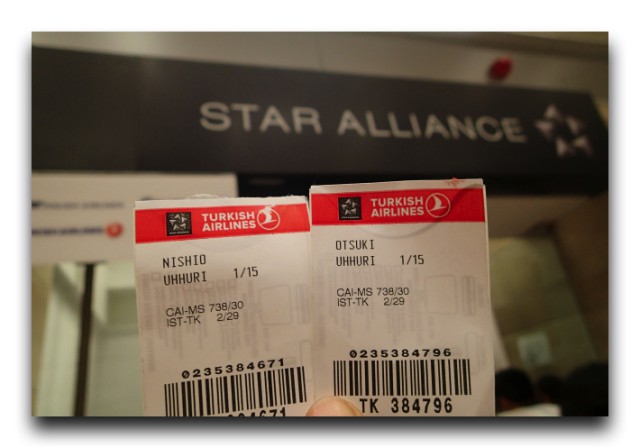 STAR ALLIANCE
TURKISH
AIRLINES
NISHIO
UHHURI 1/15
CAI-MS 738/30
IST-TK 2/29
0235384671
TURKISH
AIRLINES
OTSUKI
UHHURI 1/15
CAI-MS 738/30
IST-TK 2/29
0235384796
TK 384796